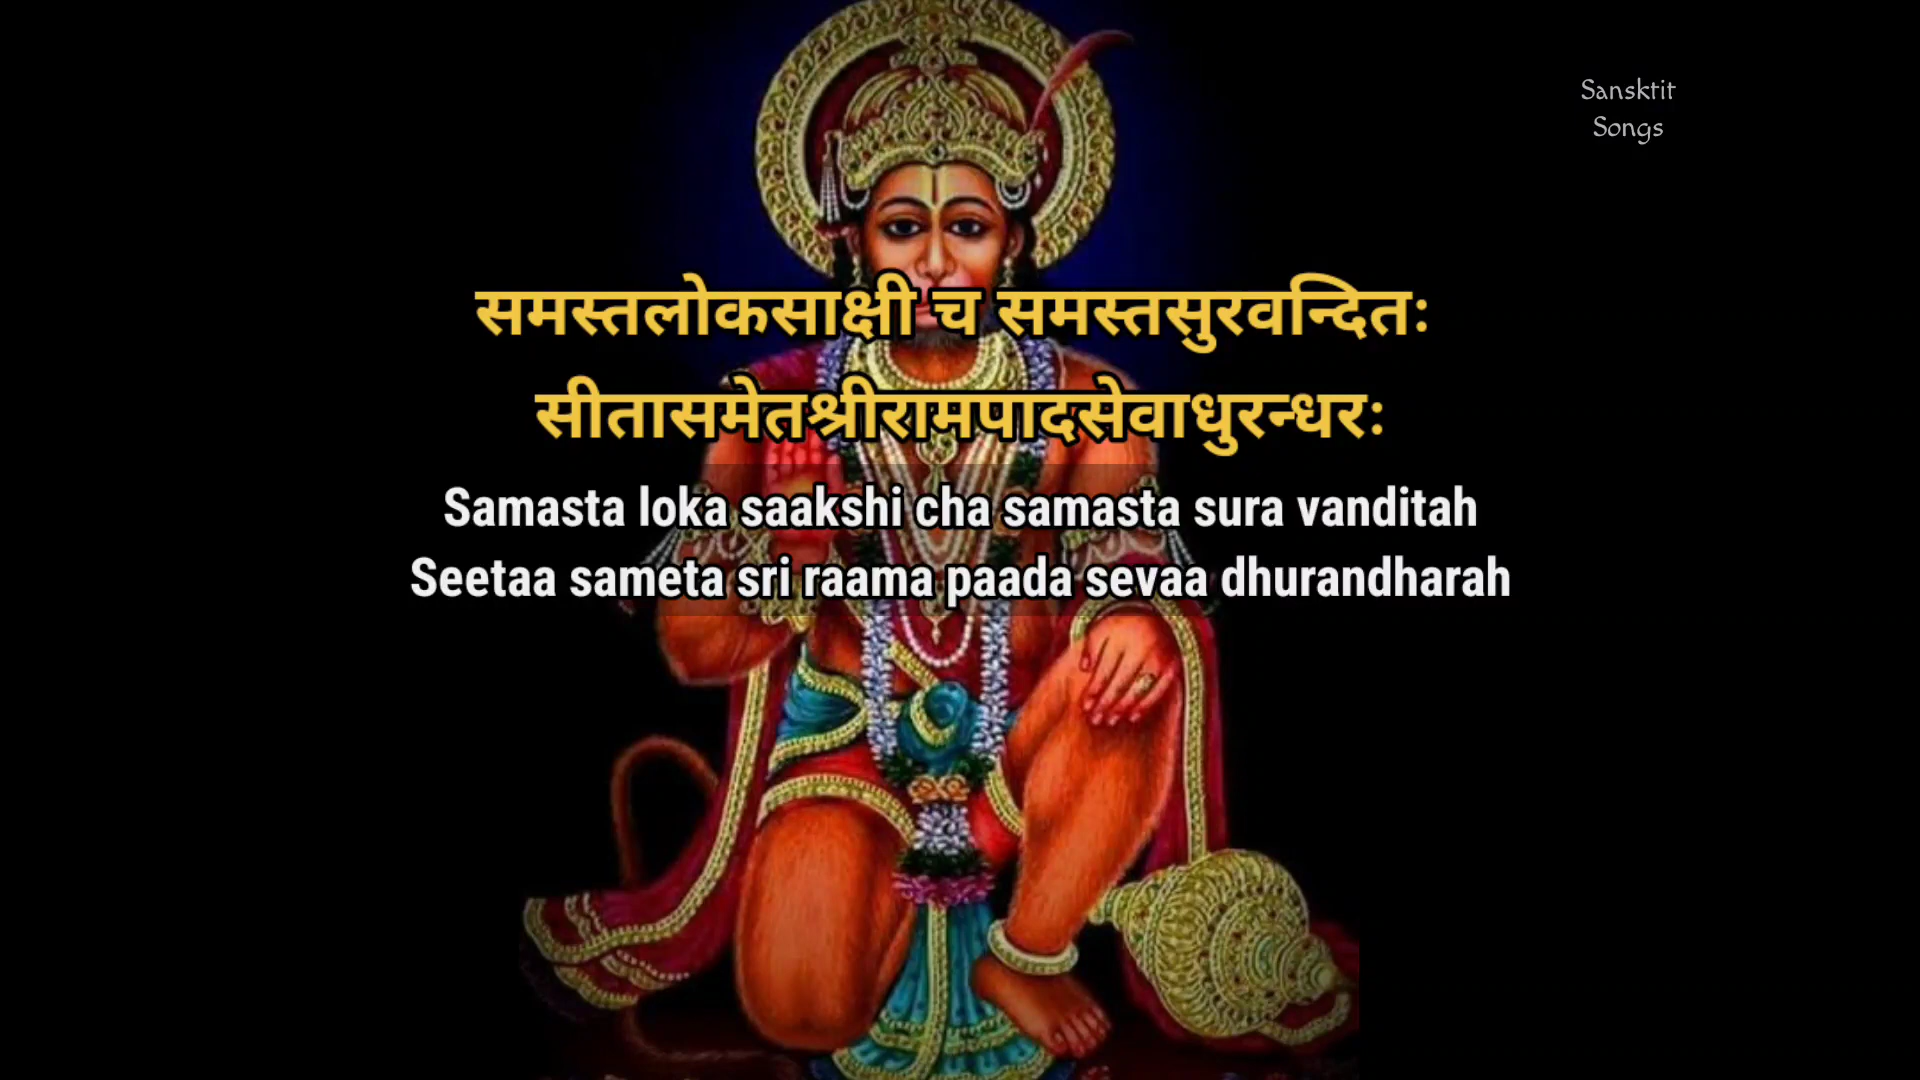 Sansktit
Songs
समस्तलोकसाक्षी च समस्तसुरवन्दितः
सीतासमेतश्रीरामपादसेवाधुरन्धरः
Samasta loka saakshi cha samasta sura vanditah
Seetaa sameta sri raama paada sevaa dhurandharah